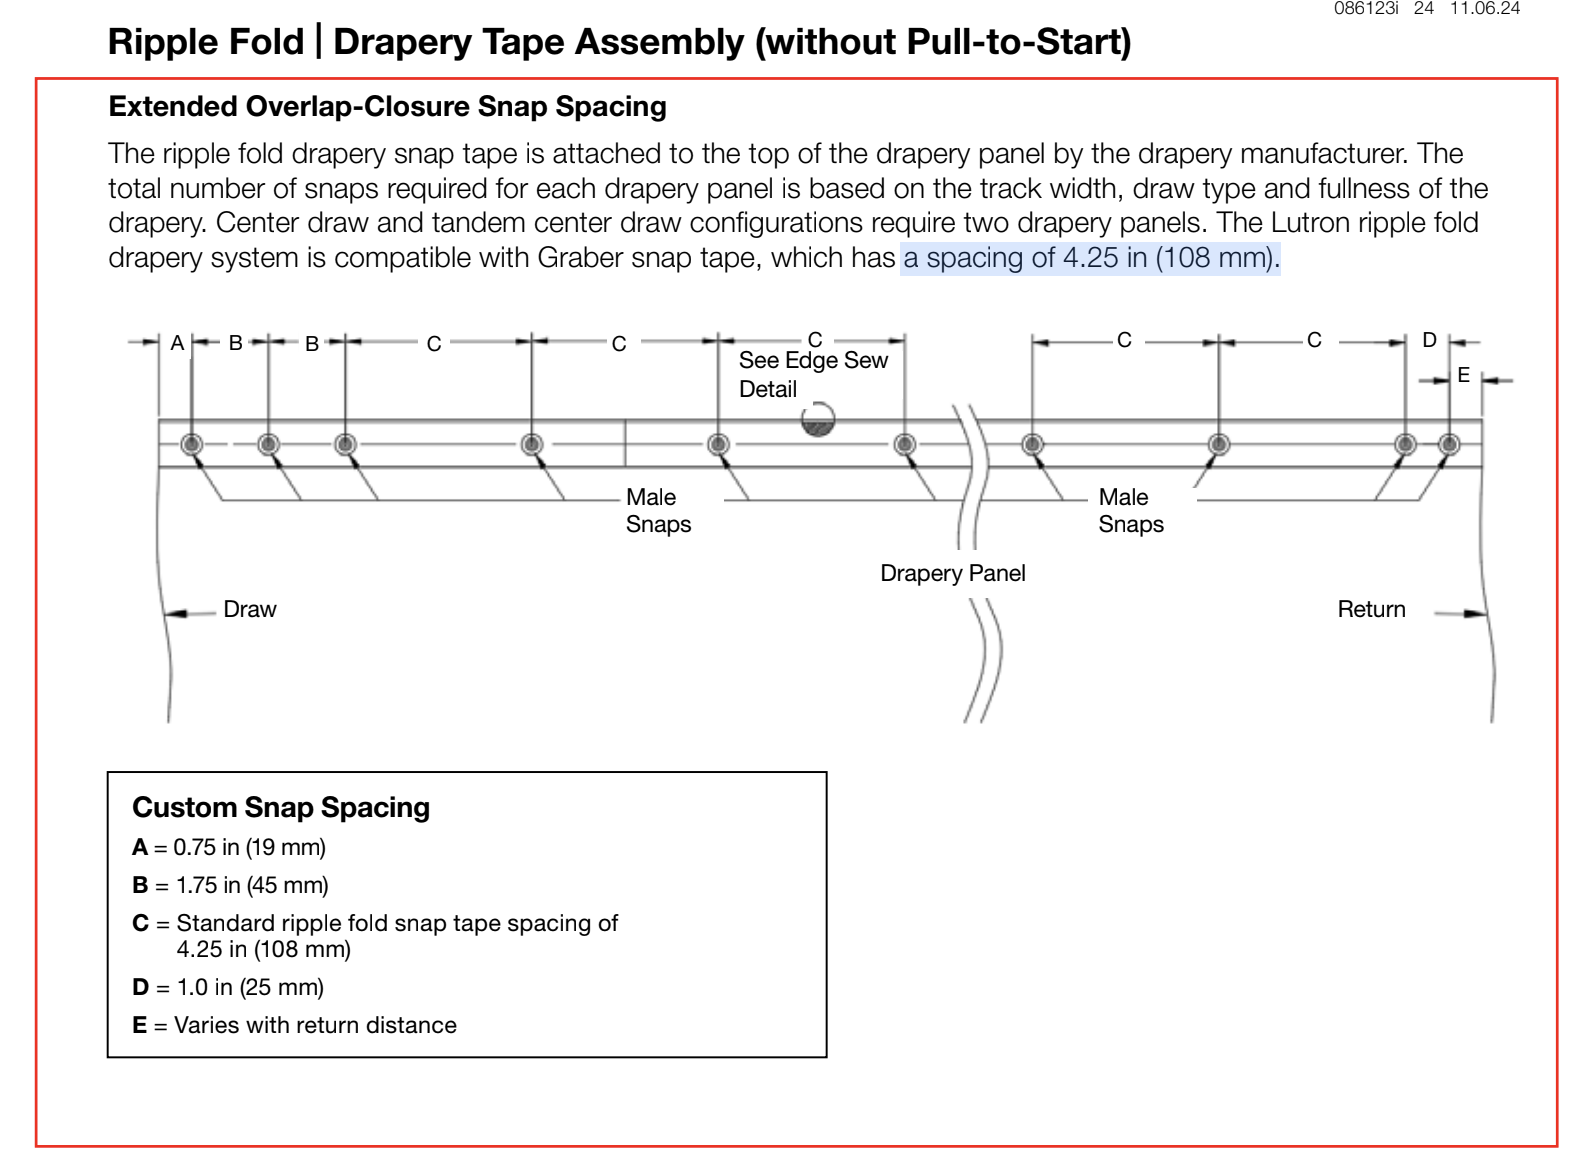 086123i 24 11.06.24
Ripple Fold | Drapery Tape Assembly (without Pull-to-Start)
Extended Overlap-Closure Snap Spacing
The ripple fold drapery snap tape is attached to the top of the drapery panel by the drapery manufacturer. The
total number of snaps required for each drapery panel is based on the track width, draw type and fullness of the
drapery. Center draw and tandem center draw configurations require two drapery panels. The Lutron ripple fold
drapery system is compatible with Graber snap tape, which has a spacing of 4.25 in (108 mm).
A B B C C C C C D
E
See Edge Sew
Detail
Male
Snaps
Male
Snaps
Drapery Panel
Draw
Return
Custom Snap Spacing
A = 0.75 in (19 mm)
B = 1.75 in (45 mm)
C = Standard ripple fold snap tape spacing of
4.25 in (108 mm)
D = 1.0 in (25 mm)
E = Varies with return distance